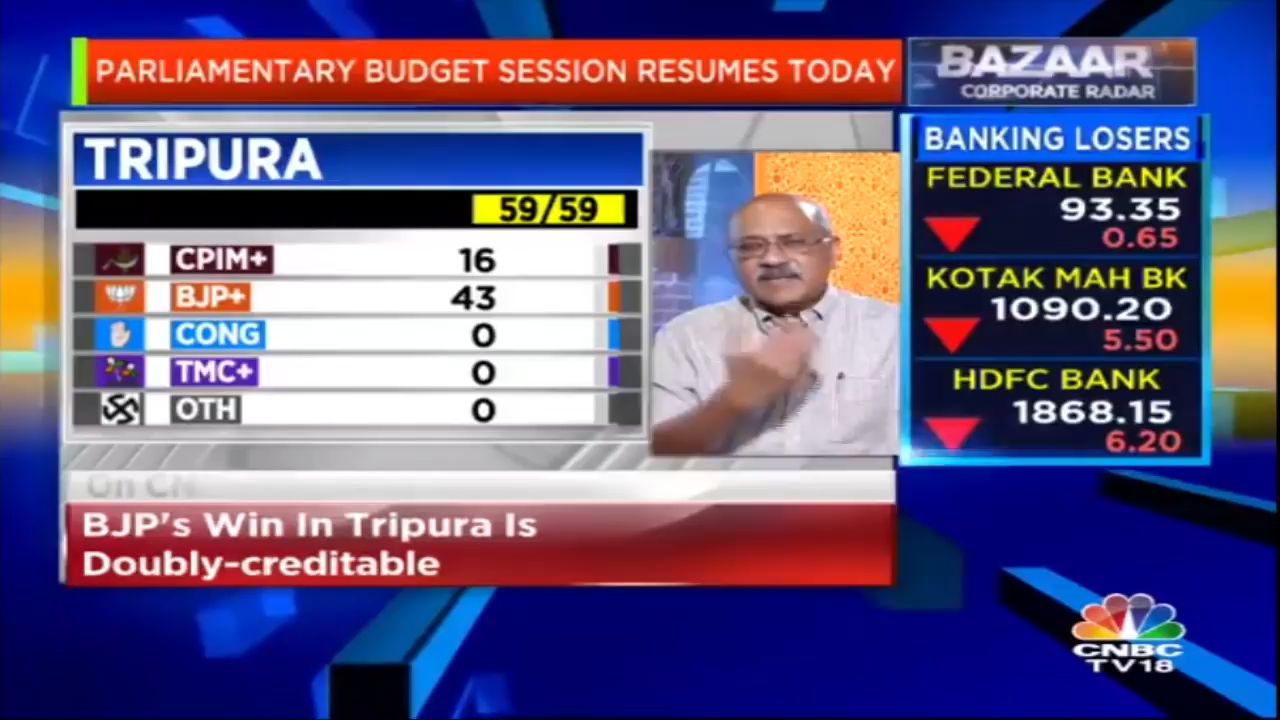 PARLIAMENTARY BUDGET SESSION RESUMES TODAY
BAZAAR
CORPORATE RADAR
TRIPURA
59/59
CPIM+ 16
BJP+ 43
CONG 0
TMC+ 0
OTH 0
BANKING LOSERS
FEDERAL BANK
93.35
0.65
KOTAK MAH BK
1090.20
5.50
HDFC BANK
1868.15
6.20
On CN
BJP's Win In Tripura Is
Doubly-creditable
CNBC
TV18